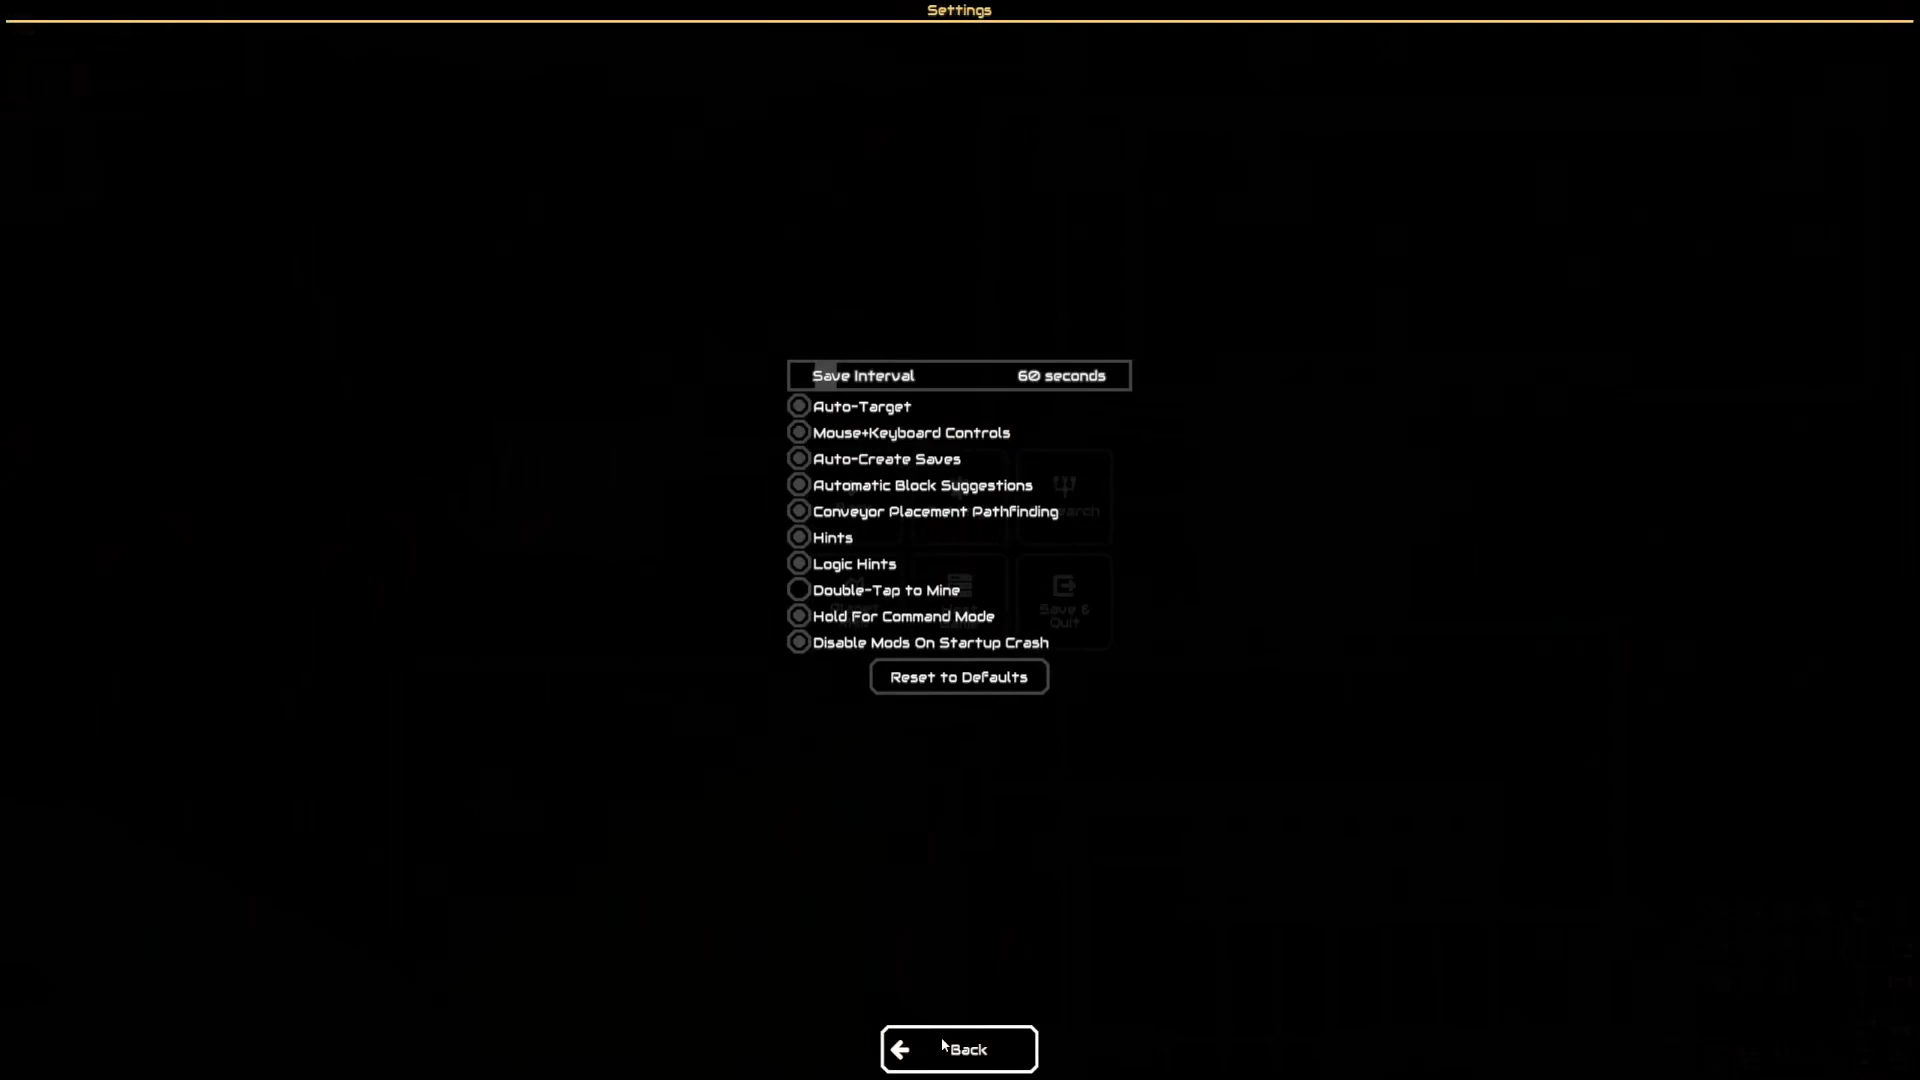 Settings
Save Interval 60 seconds
Auto-Target
Mouse+Keyboard Controls
Auto-Create Saves
Automatic Block Suggestions
Conveyor Placement Pathfinding
Hints
Logic Hints
Double-Tap to Mine
Hold For Command Mode
Save &
Quit
Disable Mods On Startup Crash
Reset to Defaults
Back